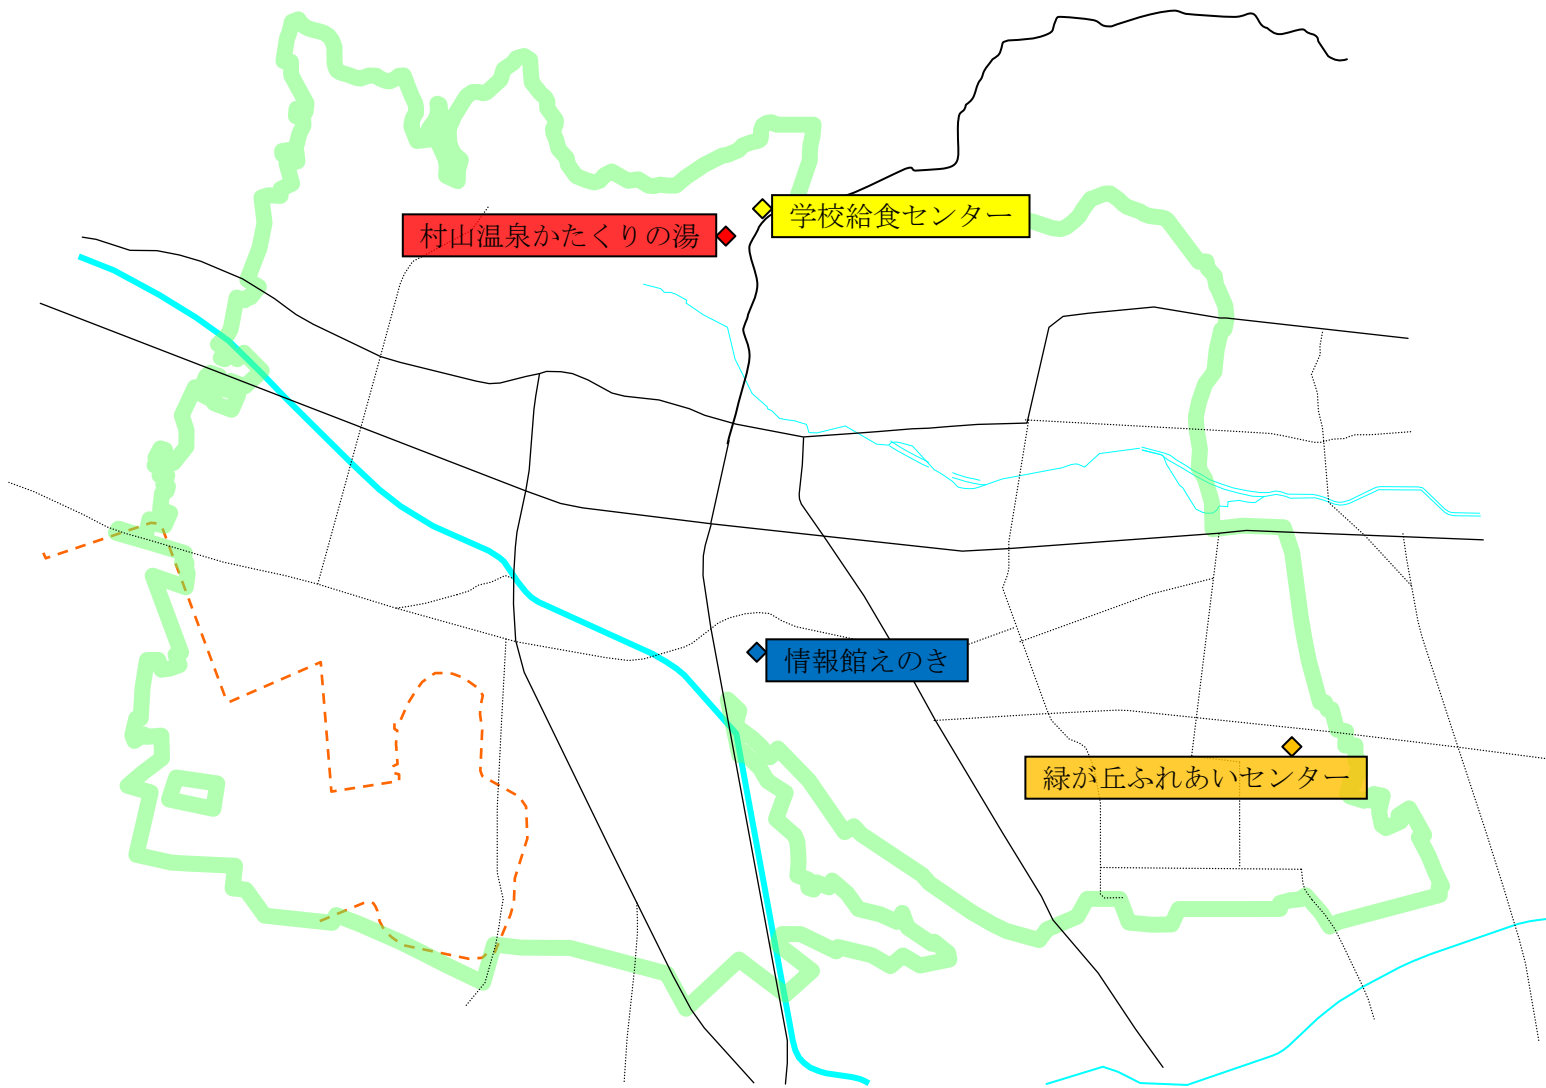 学校給食センター
村山温泉かたくりの湯
情報館えのき
緑が丘ふれあいセンター